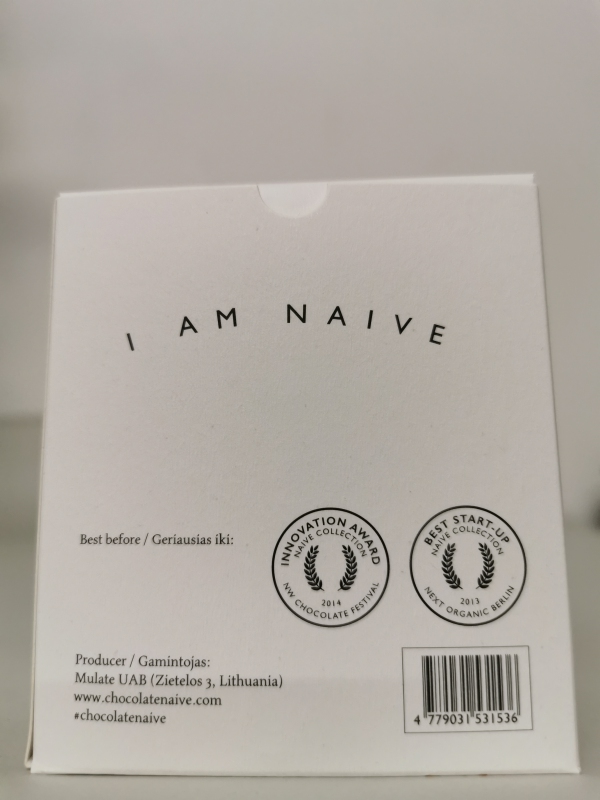 I AM NAIVE
Best before / Geriausias iki:
INNOVATION AWARD
NAIVE COLLECTION
2014
NW CHOCOLATE FESTIVAL
BEST START-UP
NAIVE COLLECTION
2013
NEXT ORGANIC BERLIN
Producer / Gamintojas:
Mulate UAB (Zietelos 3, Lithuania)
www.chocolatenaive.com
#chocolatenaive
4 779031 531536